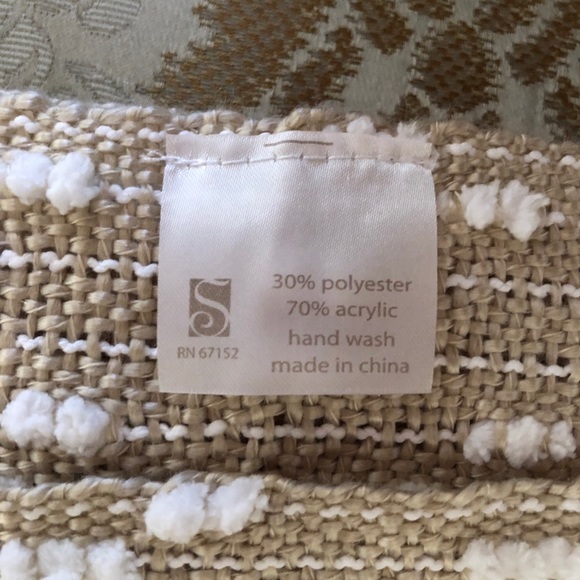 S
RN 67152
30% polyester
70% acrylic
hand wash
made in china